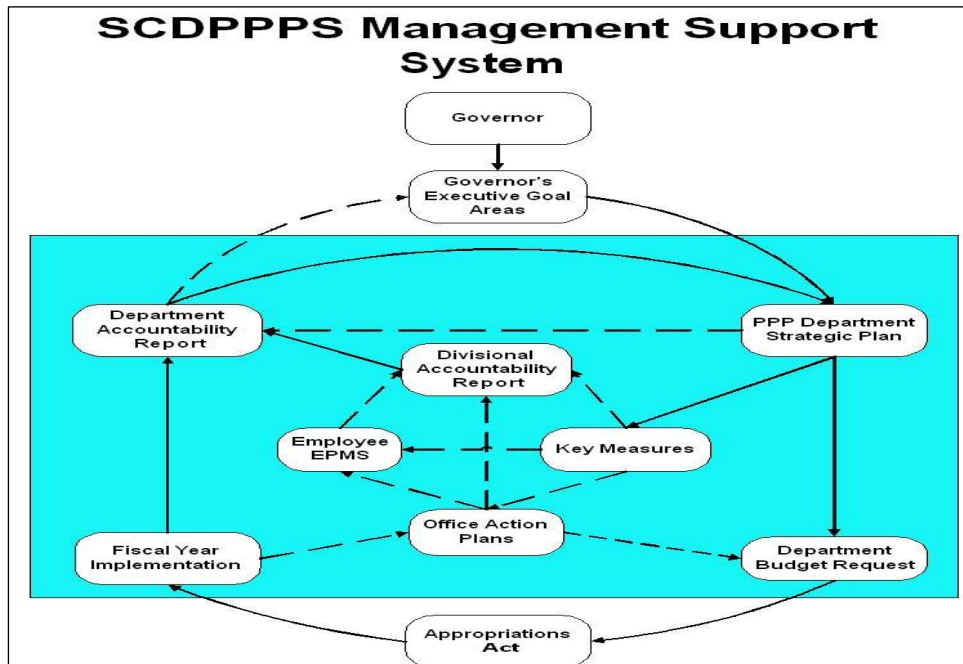 SCDPPPS Management Support
System
Governor
Governor's
Executive Goal
Areas
Department
Accountability
Report
PPP Department
Strategic Plan
Divisional
Accountability
Report
Employee
EPMS
Key Measures
Office Action
Plans
Fiscal Year
Implementation
Department
Budget Request
Appropriations
Act